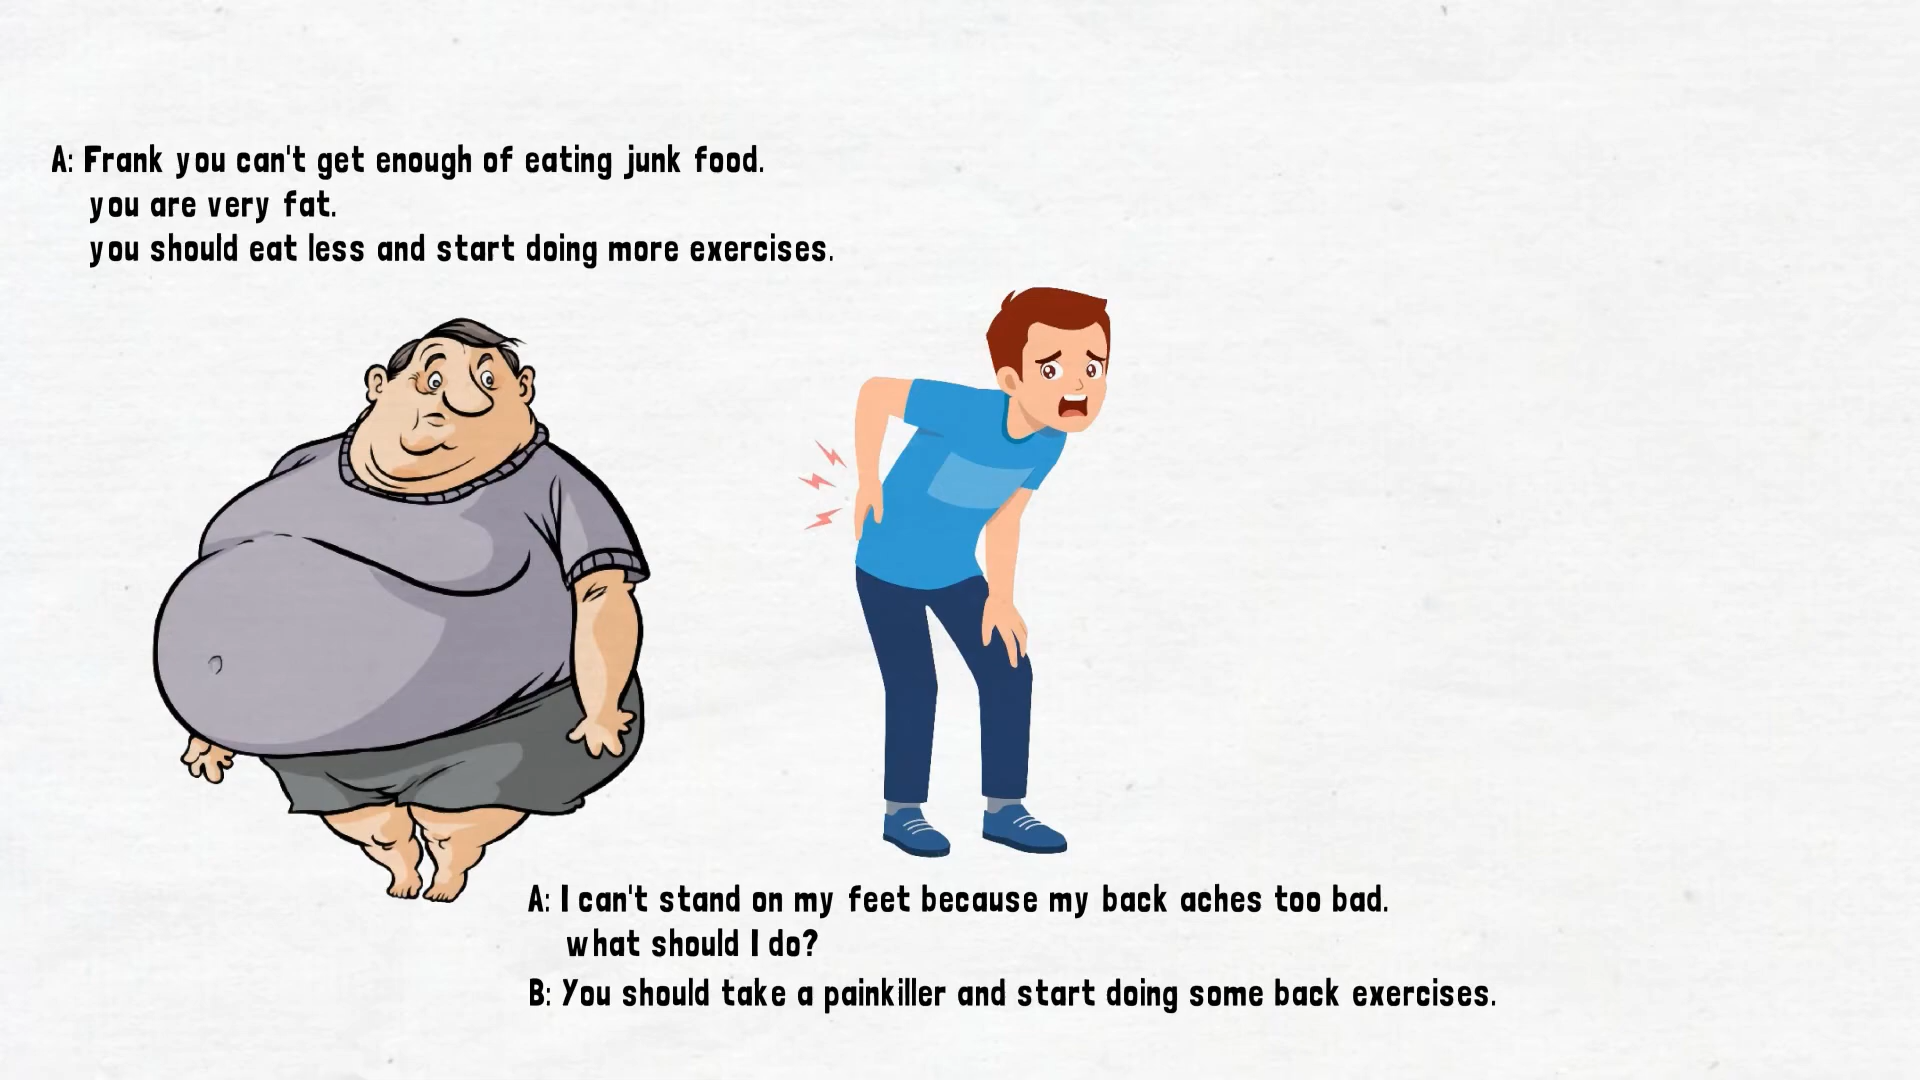 A: Frank you can't get enough of eating junk food.
you are very fat.
you should eat less and start doing more exercises.
A: I can't stand on my feet because my back aches too bad.
what should I do?
B: You should take a painkiller and start doing some back exercises.